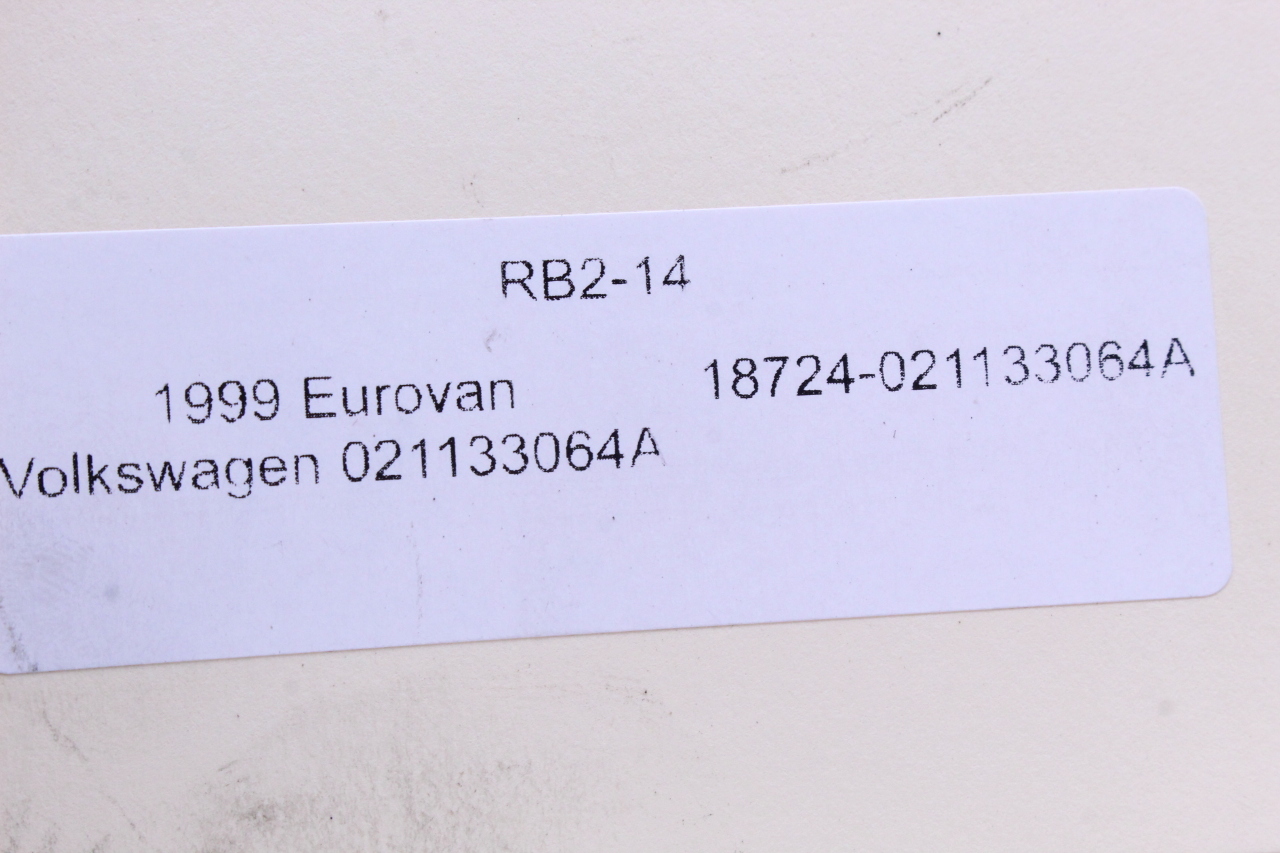 RB2-14
1999 Eurovan 18724-021133064A
Volkswagen 021133064A